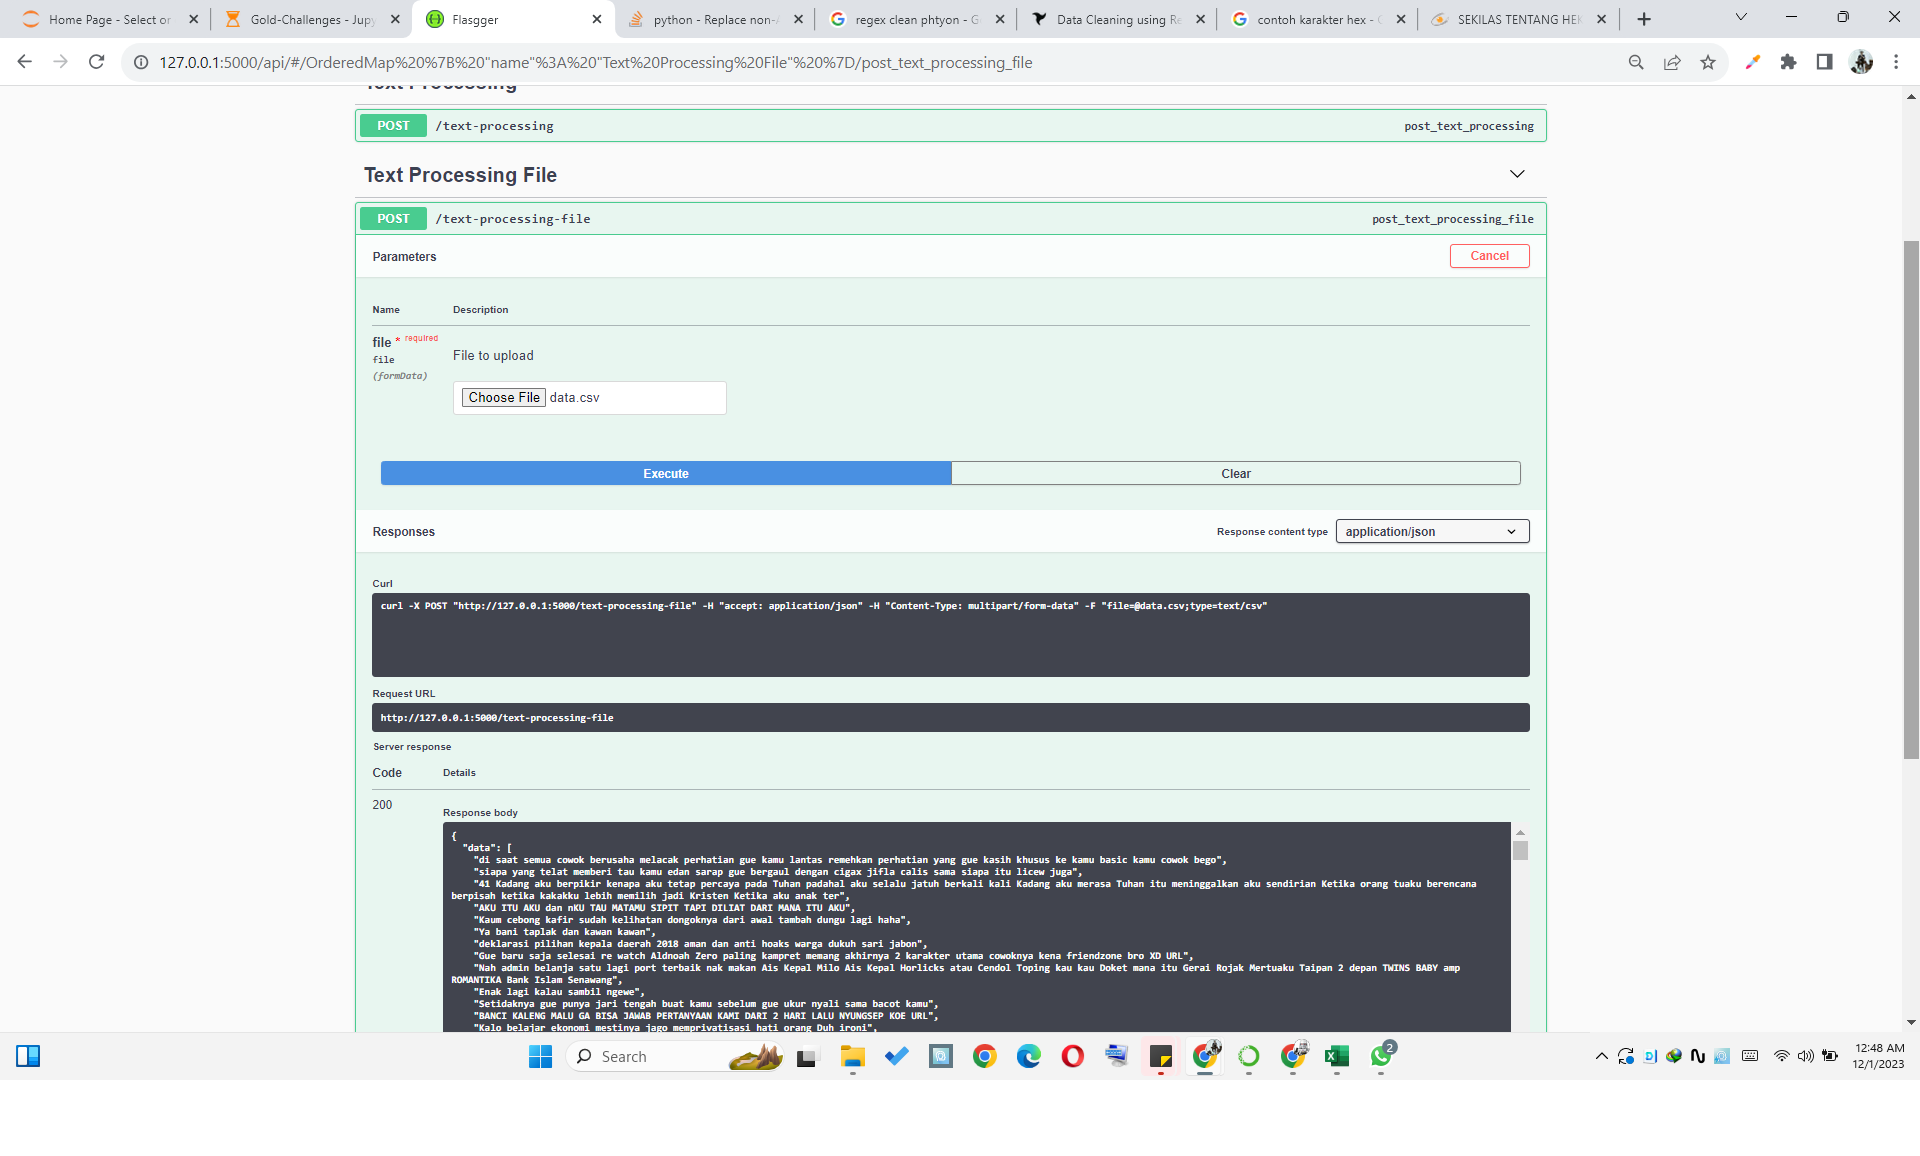 Home Page - Select or
Gold-Challenges - Jupy
Flasgger
python - Replace non-
regex clean phtyon - G
Data Cleaning using Re
contoh karakter hex -
SEKILAS TENTANG HEK
127.0.0.1:5000/api/#/OrderedMap%20%7B%20"name"%3A%20"Text%20Processing%20File"%20%7D/post_text_processing_file
Text Processing
POST /text-processing post_text_processing
Text Processing File
POST /text-processing-file post_text_processing_file
Parameters Cancel
Name Description
file * required
file
(formData)
File to upload
Choose File data.csv
Execute Clear
Responses Response content type application/json
Curl
curl -X POST "http://127.0.0.1:5000/text-processing-file" -H "accept: application/json" -H "Content-Type: multipart/form-data" -F "file=@data.csv;type=text/csv"
Request URL
http://127.0.0.1:5000/text-processing-file
Server response
Code Details
200
Response body
{
"data": [
"di saat semua cowok berusaha melacak perhatian gue kamu lantas remehkan perhatian yang gue kasih khusus ke kamu basic kamu cowok bego",
"siapa yang telat memberi tau kamu edan sarap gue bergaul dengan cigax jifla calis sama siapa itu licew juga",
"41 Kadang aku berpikir kenapa aku tetap percaya pada Tuhan padahal aku selalu jatuh berkali kali Kadang aku merasa Tuhan itu meninggalkan aku sendirian Ketika orang tuaku berencana
berpisah ketika kakakku lebih memilih jadi Kristen Ketika aku anak ter",
"AKU ITU AKU dan nKU TAU MATAMU SIPIT TAPI DILIAT DARI MANA ITU AKU",
"Kaum cebong kafir sudah kelihatan dongoknya dari awal tambah dungu lagi haha",
"Ya bani taplak dan kawan kawan",
"deklarasi pilihan kepala daerah 2018 aman dan anti hoaks warga dukuh sari jabon",
"Gue baru saja selesai re watch Aldnoah Zero paling kampret memang akhirnya 2 karakter utama cowoknya kena friendzone bro XD URL",
"Nah admin belanja satu lagi port terbaik nak makan Ais Kepal Milo Ais Kepal Horlicks atau Cendol Toping kau kau Doket mana itu Gerai Rojak Mertuaku Taipan 2 depan TWINS BABY amp
ROMANTIKA Bank Islam Senawang",
"Enak lagi kalau sambil ngewe",
"Setidaknya gue punya jari tengah buat kamu sebelum gue ukur nyali sama bacot kamu",
"BANCI KALENG MALU GA BISA JAWAB PERTANYAAN KAMI DARI 2 HARI LALU NYUNGSEP KOE URL",
"Kalo belajar ekonomi mestinya jago memprivatisasi hati orang Duh ironi",
Search
2
12:48 AM
12/1/2023